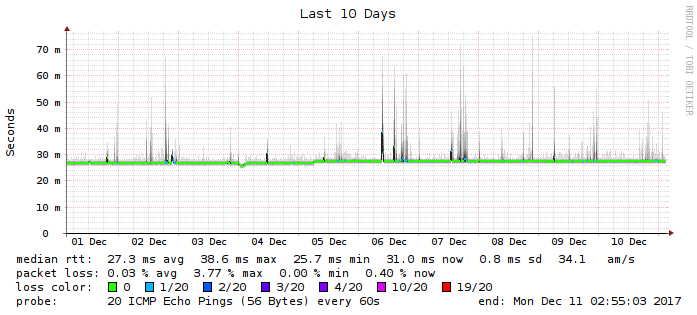 Last 10 Days
RRDTOOL / TOBI OETIKER
Seconds
70 m
60 m
50 m
40 m
30 m
20 m
10 m
0
01 Dec 02 Dec 03 Dec 04 Dec 05 Dec 06 Dec 07 Dec 08 Dec 09 Dec 10 Dec
median rtt: 27.3 ms avg 38.6 ms max 25.7 ms min 31.0 ms now 0.8 ms sd 34.1 am/s
packet loss: 0.03 % avg 3.77 % max 0.00 % min 0.40 % now
loss color: 0 1/20 2/20 3/20 4/20 10/20 19/20
probe: 20 ICMP Echo Pings (56 Bytes) every 60s end: Mon Dec 11 02:55:03 2017